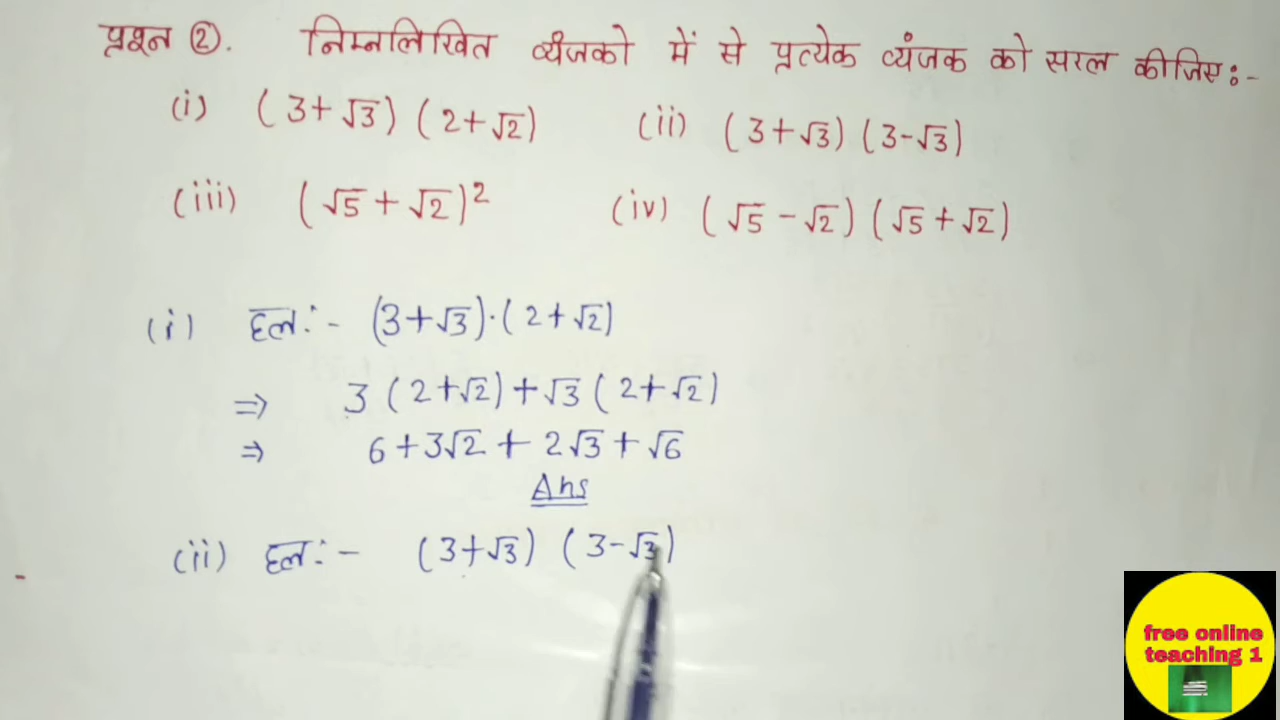 प्रश्न ②. निम्नलिखित व्यंजको में से प्रत्येक व्यंजक को सरल कीजिए:-
(i) (3+√3) (2+√2) (ii) (3+√3) (3-√3)
(iii) (√5+√2)² (iv) (√5-√2) (√5+√2)
(i) हल:- (3+√3)·(2+√2)
⇒ 3(2+√2)+√3(2+√2)
⇒ 6+3√2+2√3+√6
Ans
(ii) हल:- (3+√3) (3-√3)
free online
teaching 1